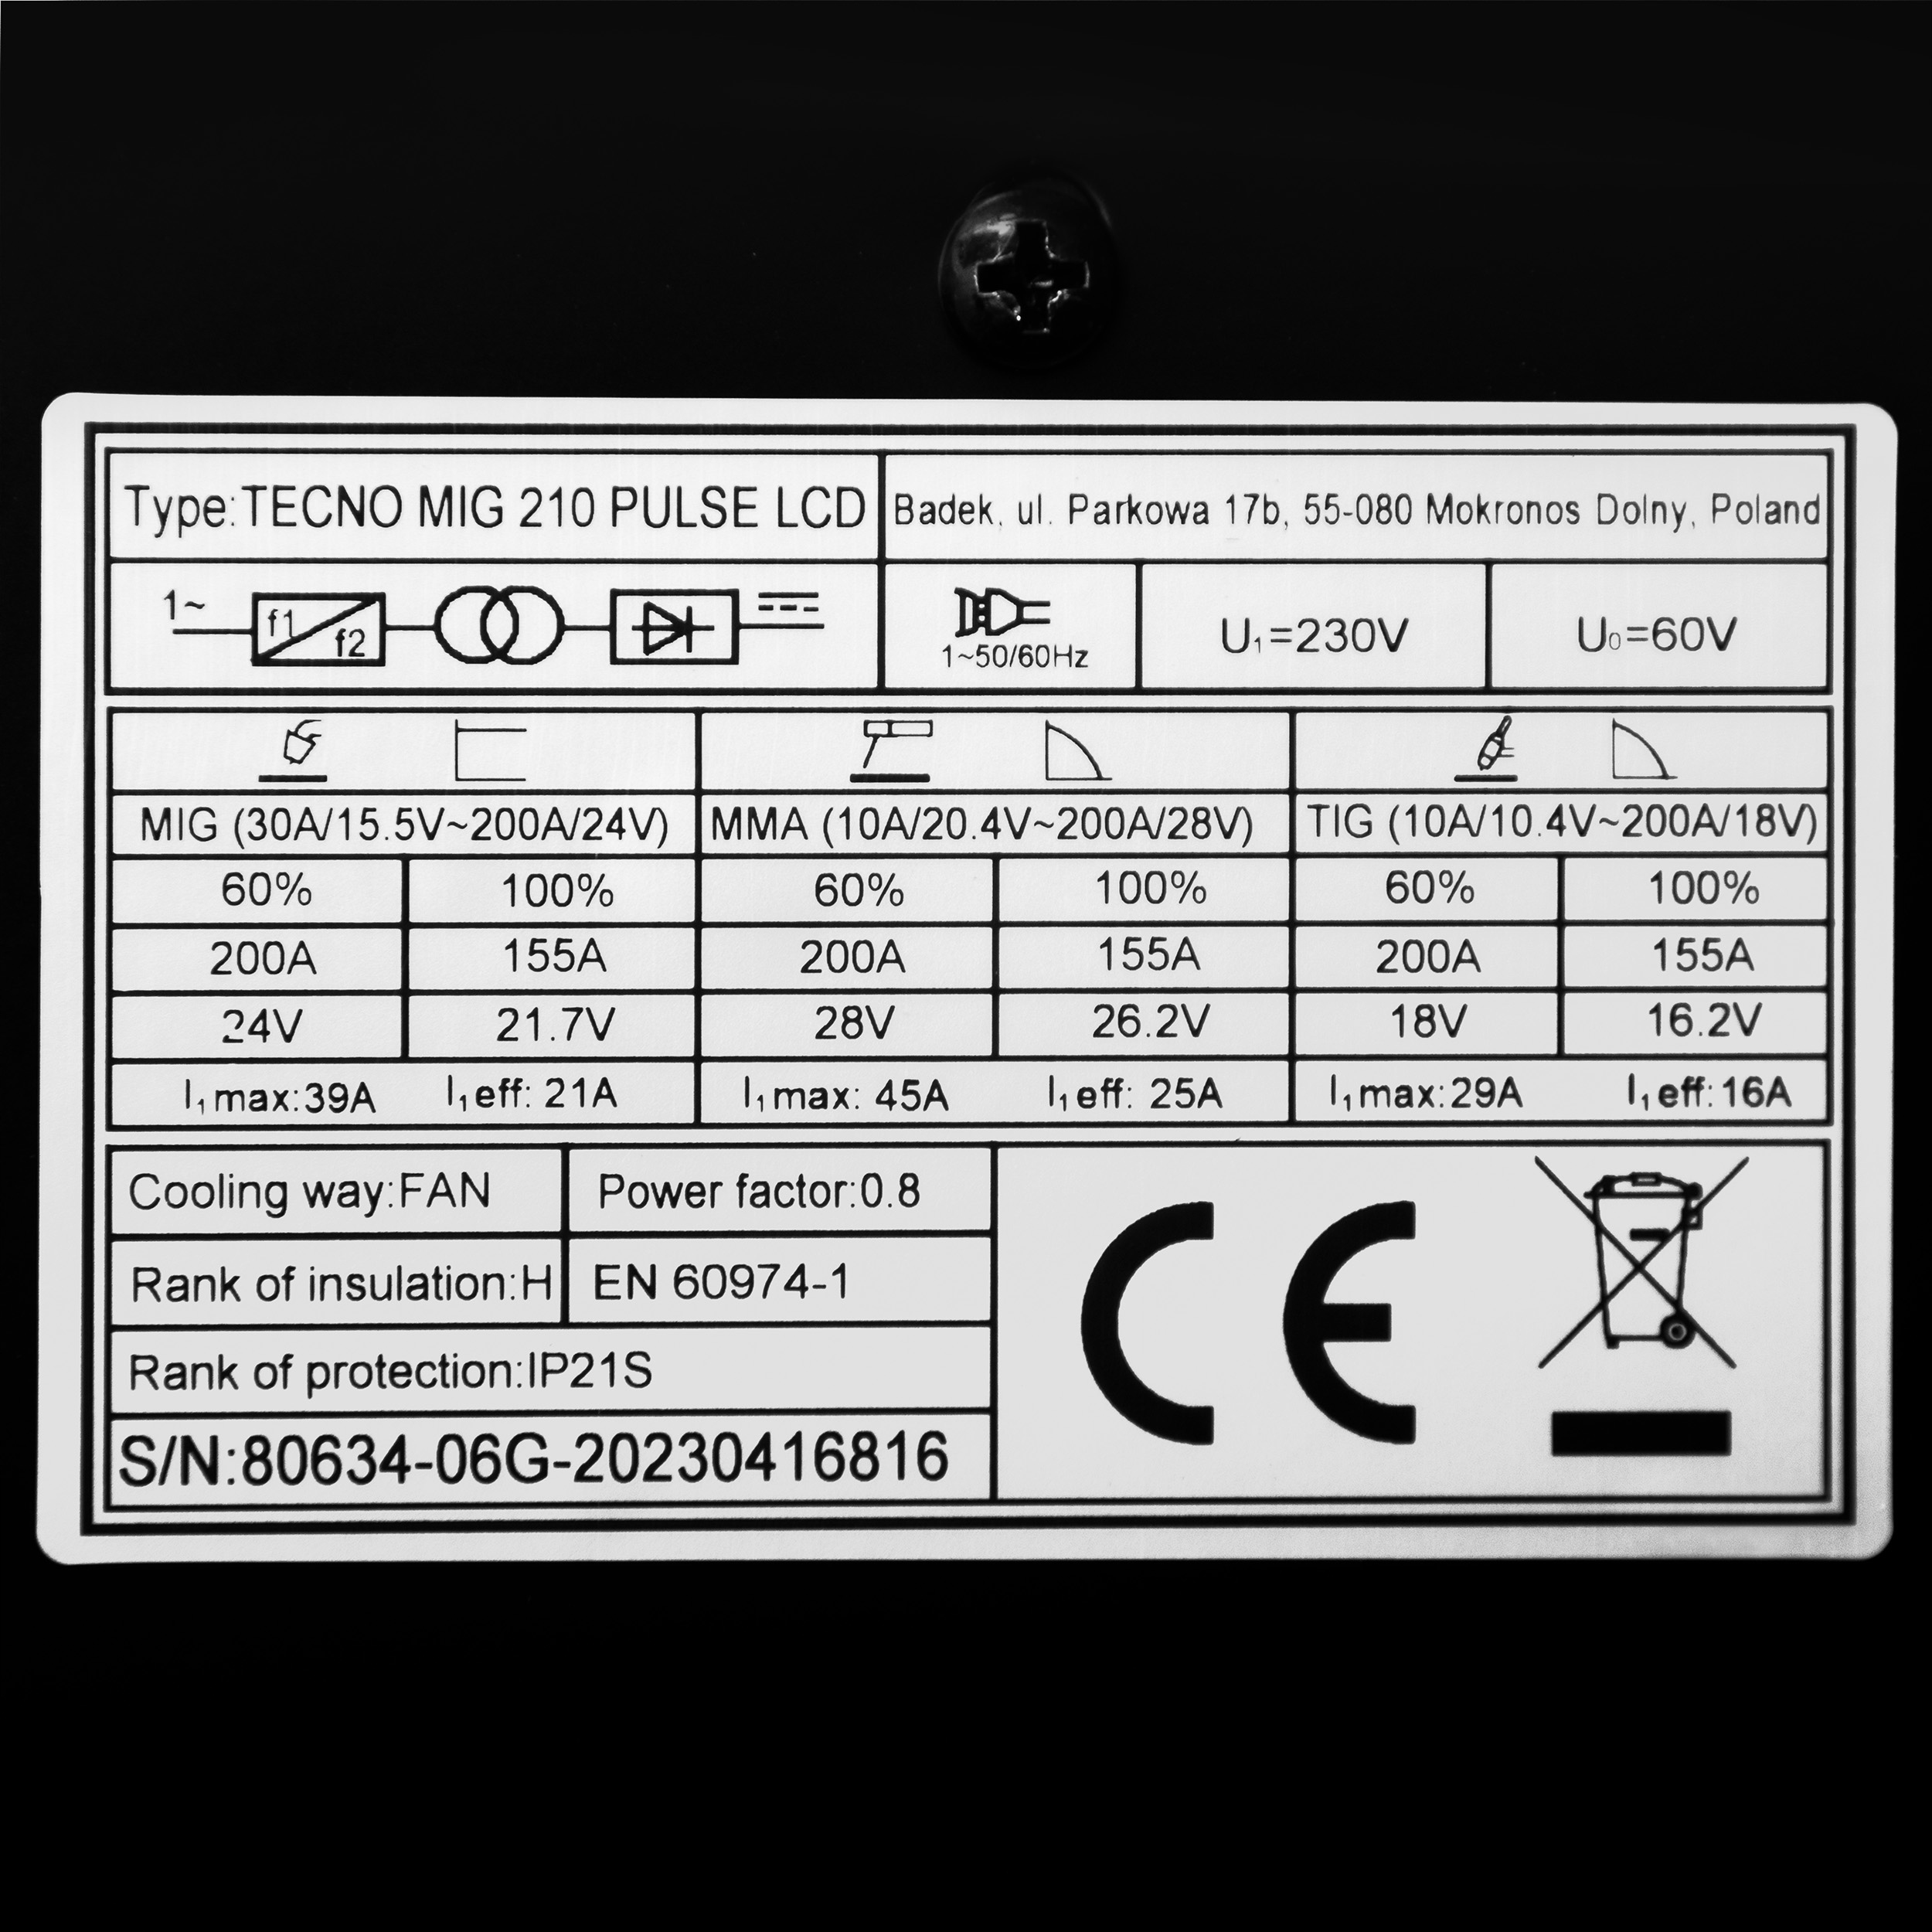 Type:TECNO MIG 210 PULSE LCD
Badek, ul. Parkowa 17b, 55-080 Mokronos Dolny, Poland
1~ f1 f2
1~50/60Hz
U₁=230V
U₀=60V
MIG (30A/15.5V~200A/24V) MMA (10A/20.4V~200A/28V) TIG (10A/10.4V~200A/18V)
60% 100% 60% 100% 60% 100%
200A 155A 200A 155A 200A 155A
24V 21.7V 28V 26.2V 18V 16.2V
I₁max:39A I₁eff: 21A I₁max: 45A I₁eff: 25A I₁max:29A I₁eff:16A
Cooling way:FAN Power factor:0.8
Rank of insulation:H EN 60974-1
Rank of protection:IP21S
S/N:80634-06G-20230416816
CE